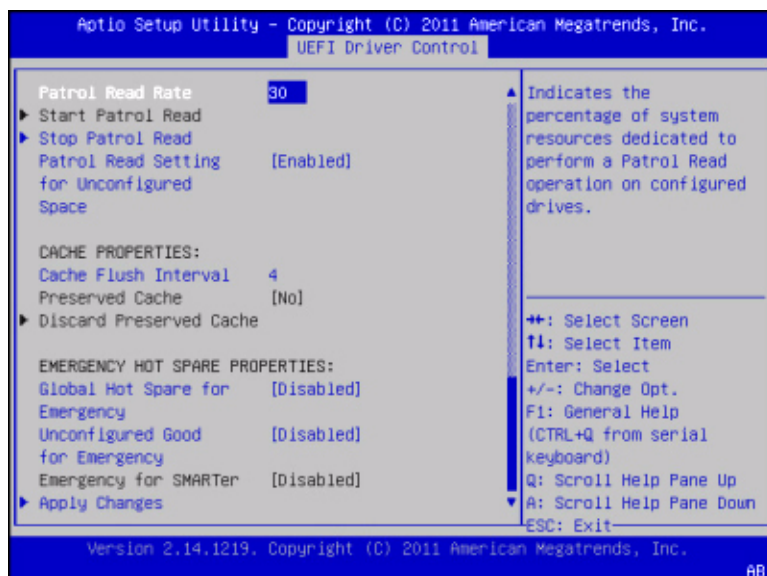 Aptio Setup Utility - Copyright (C) 2011 American Megatrends, Inc.
UEFI Driver Control
Patrol Read Rate 30
Start Patrol Read
Stop Patrol Read
Patrol Read Setting [Enabled]
for Unconfigured
Space
CACHE PROPERTIES:
Cache Flush Interval 4
Preserved Cache [No]
Discard Preserved Cache
EMERGENCY HOT SPARE PROPERTIES:
Global Hot Spare for [Disabled]
Emergency
Unconfigured Good [Disabled]
for Emergency
Emergency for SMARTer [Disabled]
Apply Changes
Indicates the
percentage of system
resources dedicated to
perform a Patrol Read
operation on configured
drives.
→←: Select Screen
↑↓: Select Item
Enter: Select
+/-: Change Opt.
F1: General Help
(CTRL+Q from serial
keyboard)
Q: Scroll Help Pane Up
A: Scroll Help Pane Down
ESC: Exit
Version 2.14.1219. Copyright (C) 2011 American Megatrends, Inc.
AB